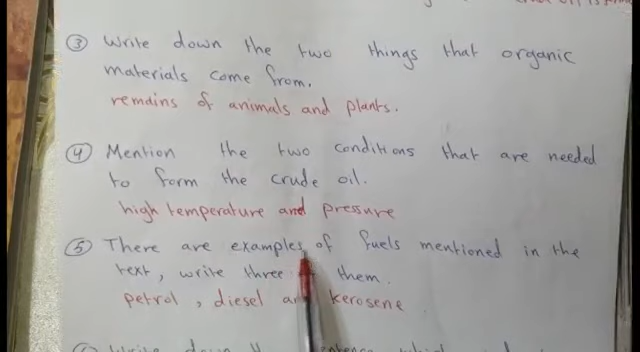 ③ Write down the two things that organic
materials come from.
remains of animals and plants.
④ Mention the two conditions that are needed
to form the crude oil.
high temperature and pressure
⑤ There are examples of fuels mentioned in the
text, write three of them.
petrol, diesel and kerosene